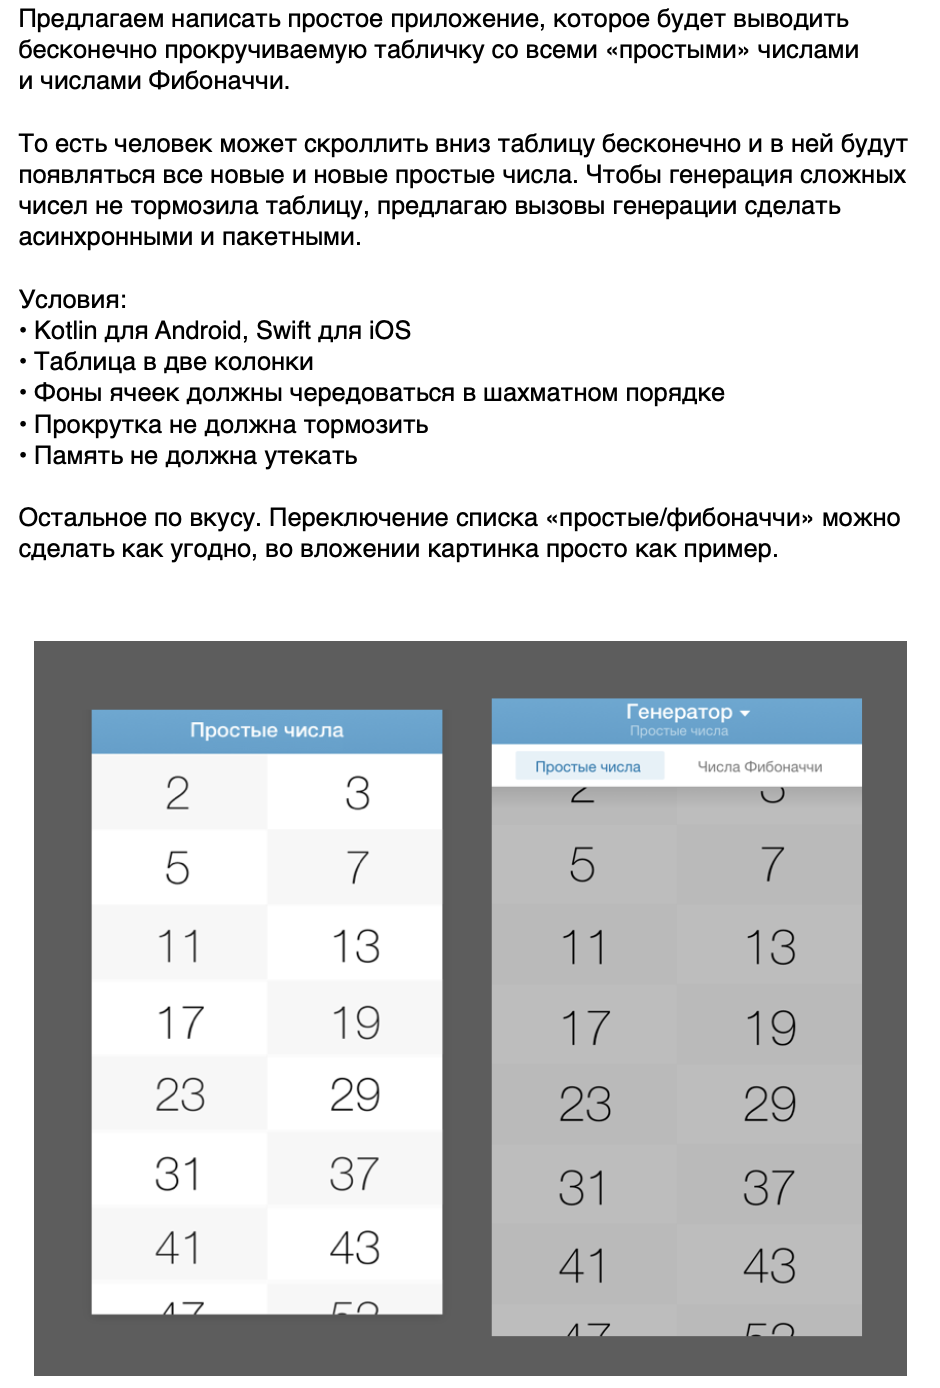 Предлагаем написать простое приложение, которое будет выводить
бесконечно прокручиваемую табличку со всеми «простыми» числами
и числами Фибоначчи.
То есть человек может скроллить вниз таблицу бесконечно и в ней будут
появляться все новые и новые простые числа. Чтобы генерация сложных
чисел не тормозила таблицу, предлагаю вызовы генерации сделать
асинхронными и пакетными.
Условия:
• Kotlin для Android, Swift для iOS
• Таблица в две колонки
• Фоны ячеек должны чередоваться в шахматном порядке
• Прокрутка не должна тормозить
• Память не должна утекать
Остальное по вкусу. Переключение списка «простые/фибоначчи» можно
сделать как угодно, во вложении картинка просто как пример.
Простые числа
2 3
5 7
11 13
17 19
23 29
31 37
41 43
47 53
Генератор
Простые числа
Простые числа Числа Фибоначчи
2 3
5 7
11 13
17 19
23 29
31 37
41 43
47 53